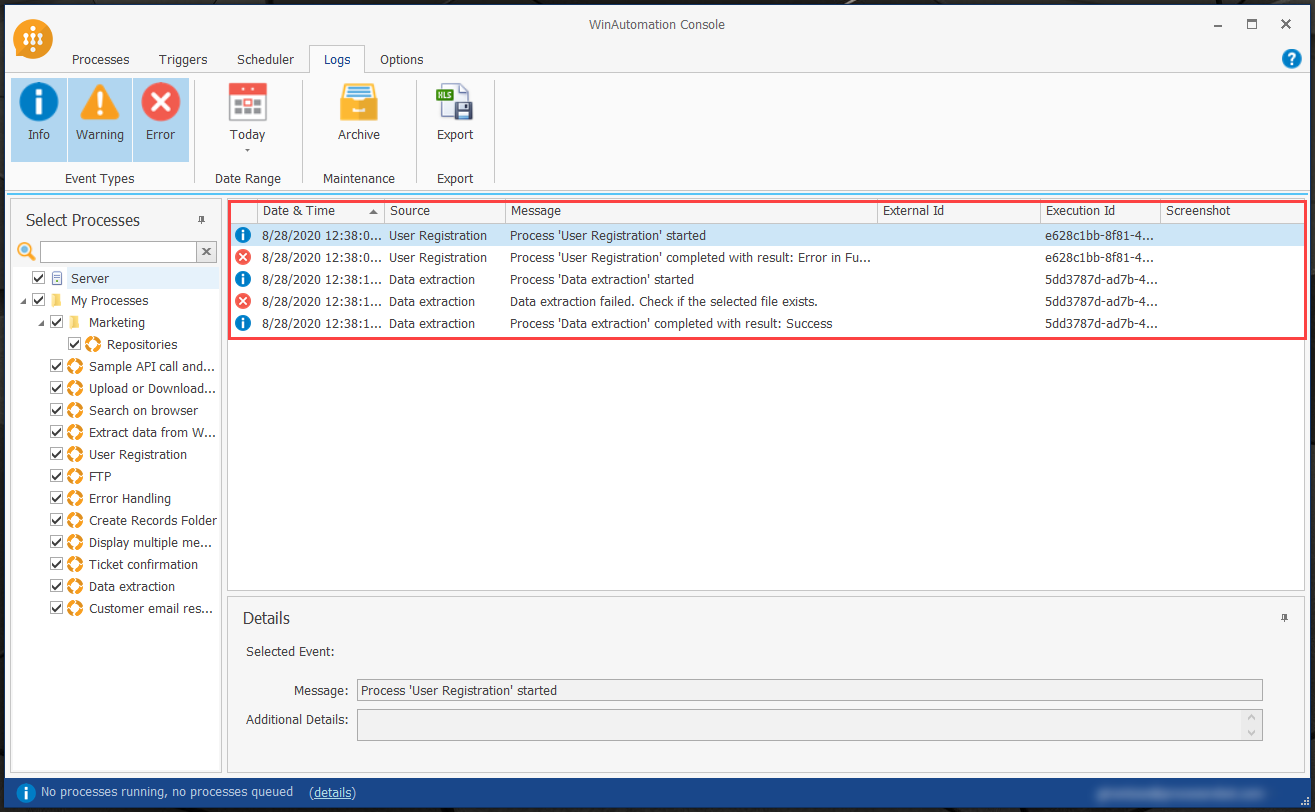 WinAutomation Console
Processes Triggers Scheduler Logs Options
?
Info Warning Error Today Archive XLS Export
Event Types Date Range Maintenance Export
Select Processes
Server
My Processes
Marketing
Repositories
Sample API call and...
Upload or Download...
Search on browser
Extract data from W...
User Registration
FTP
Error Handling
Create Records Folder
Display multiple me...
Ticket confirmation
Data extraction
Customer email res...
Date & Time Source Message External Id Execution Id Screenshot
8/28/2020 12:38:0... User Registration Process 'User Registration' started e628c1bb-8f81-4...
8/28/2020 12:38:0... User Registration Process 'User Registration' completed with result: Error in Fu... e628c1bb-8f81-4...
8/28/2020 12:38:1... Data extraction Process 'Data extraction' started 5dd3787d-ad7b-4...
8/28/2020 12:38:1... Data extraction Data extraction failed. Check if the selected file exists. 5dd3787d-ad7b-4...
8/28/2020 12:38:1... Data extraction Process 'Data extraction' completed with result: Success 5dd3787d-ad7b-4...
Details
Selected Event:
Message: Process 'User Registration' started
Additional Details:
No processes running, no processes queued (details)